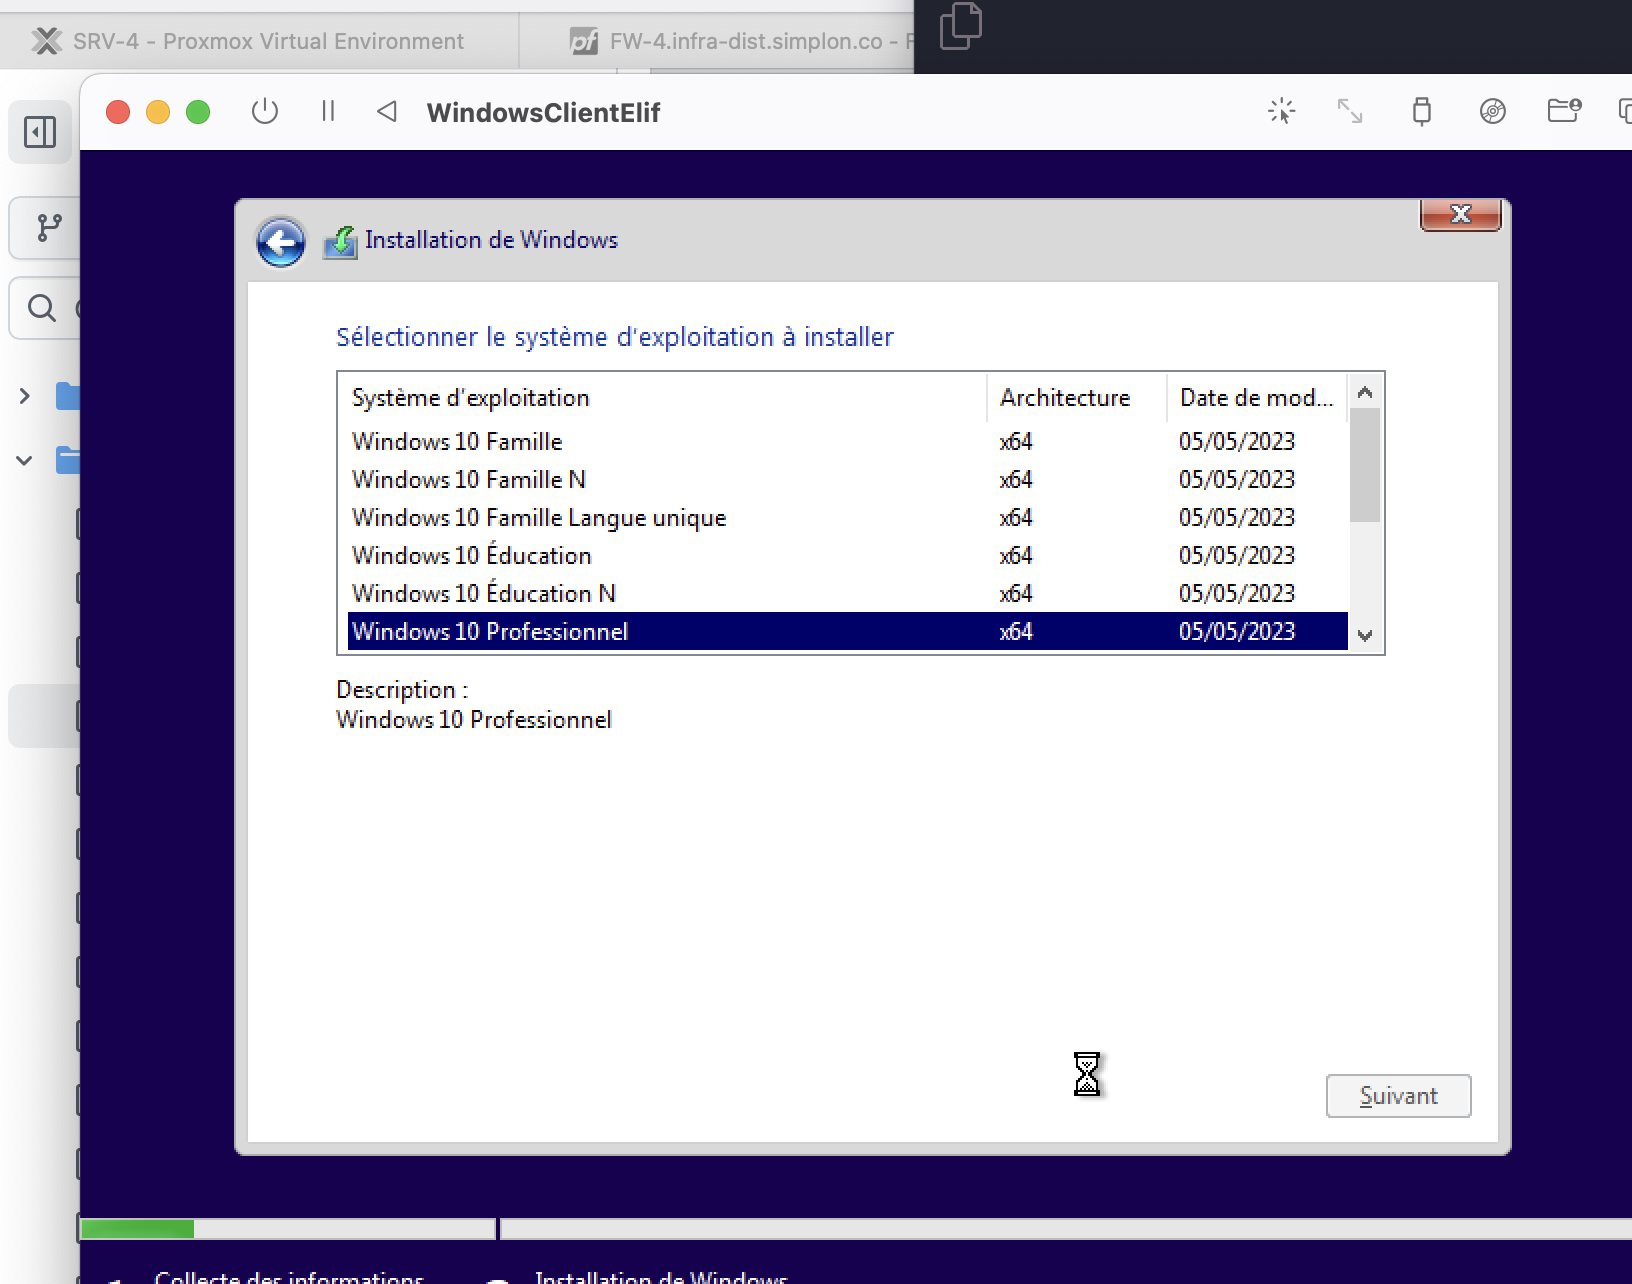 SRV-4 - Proxmox Virtual Environment
pf FW-4.infra-dist.simplon.co -
WindowsClientElif
Installation de Windows
Sélectionner le système d'exploitation à installer
Système d'exploitation Architecture Date de mod...
Windows 10 Famille x64 05/05/2023
Windows 10 Famille N x64 05/05/2023
Windows 10 Famille Langue unique x64 05/05/2023
Windows 10 Éducation x64 05/05/2023
Windows 10 Éducation N x64 05/05/2023
Windows 10 Professionnel x64 05/05/2023
Description :
Windows 10 Professionnel
Suivant
Collecte des informations Installation de Windows